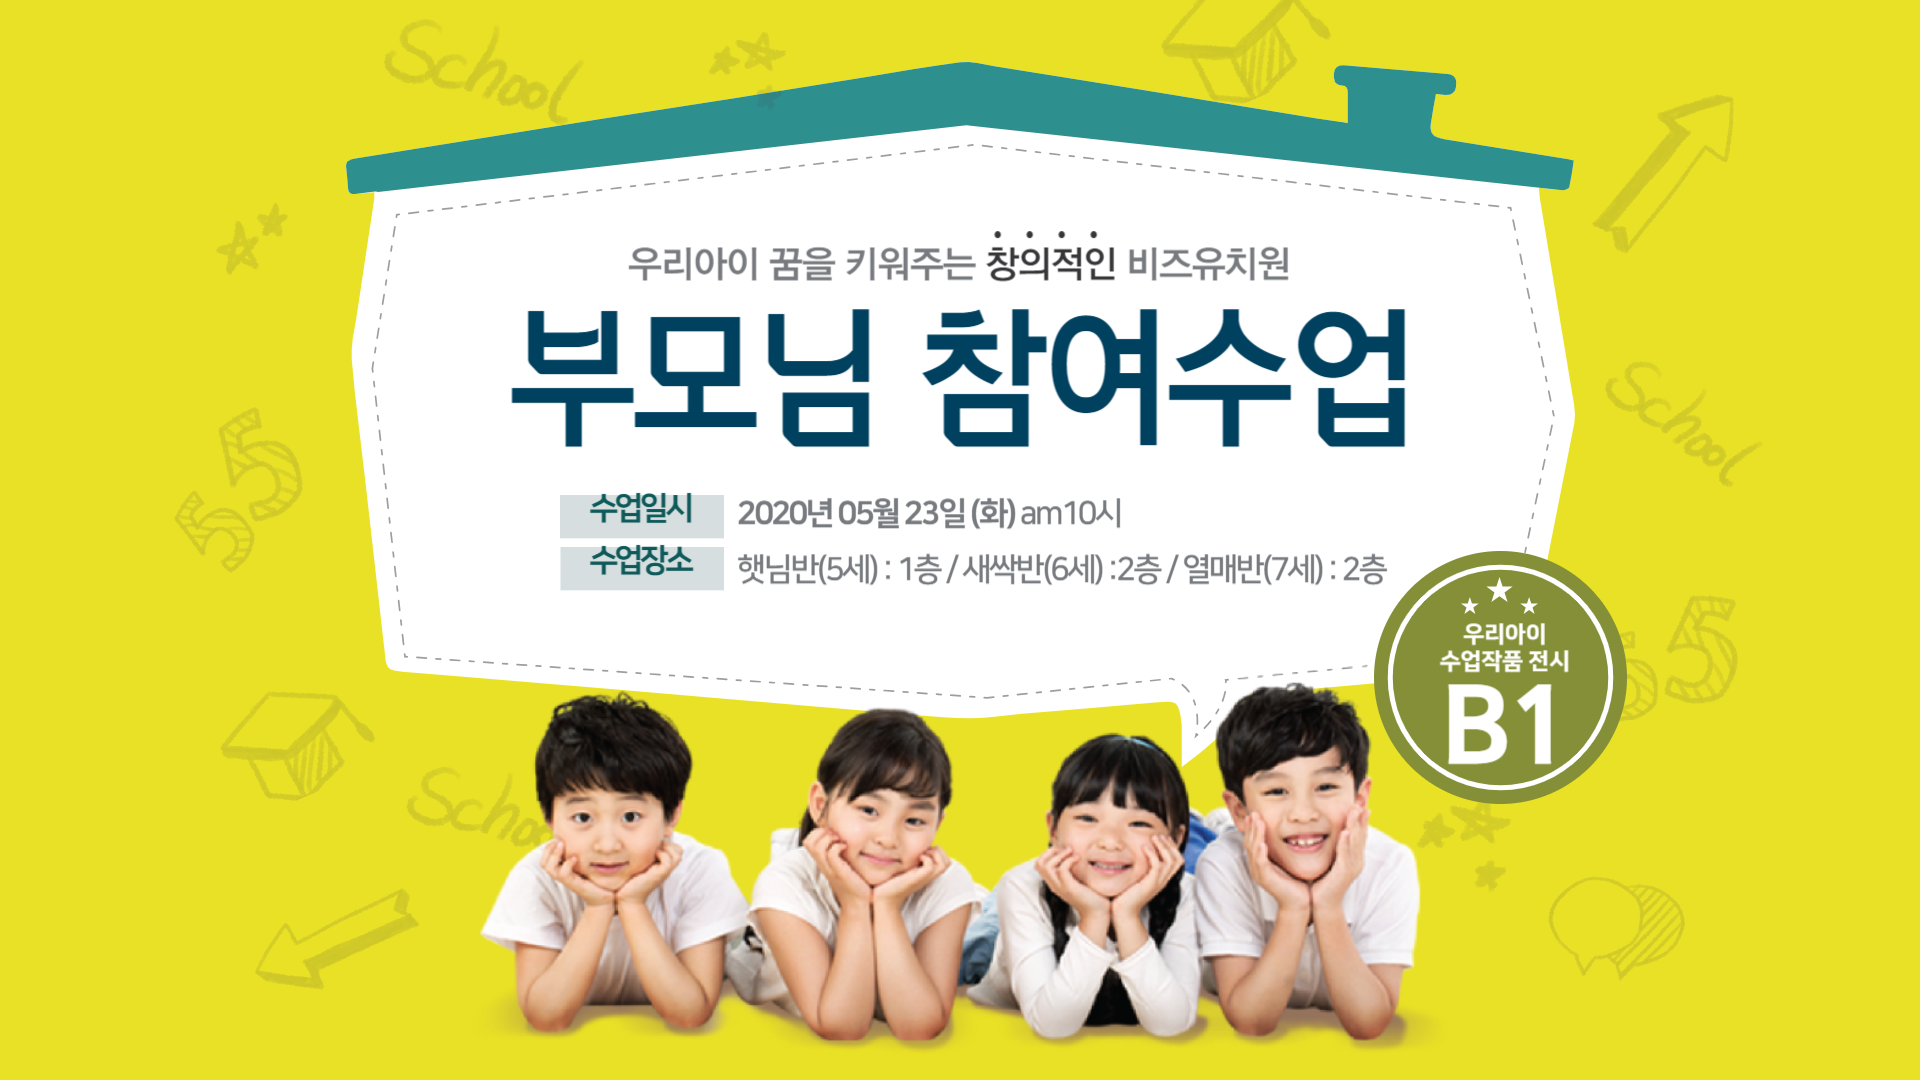 School
우리아이 꿈을 키워주는 창의적인 비즈유치원
부모님 참여수업
수업일시 2020년 05월 23일 (화) am10시
수업장소 햇님반(5세) : 1층 / 새싹반(6세) :2층 / 열매반(7세) : 2층
School
55
우리아이
수업작품 전시
B1
55
School